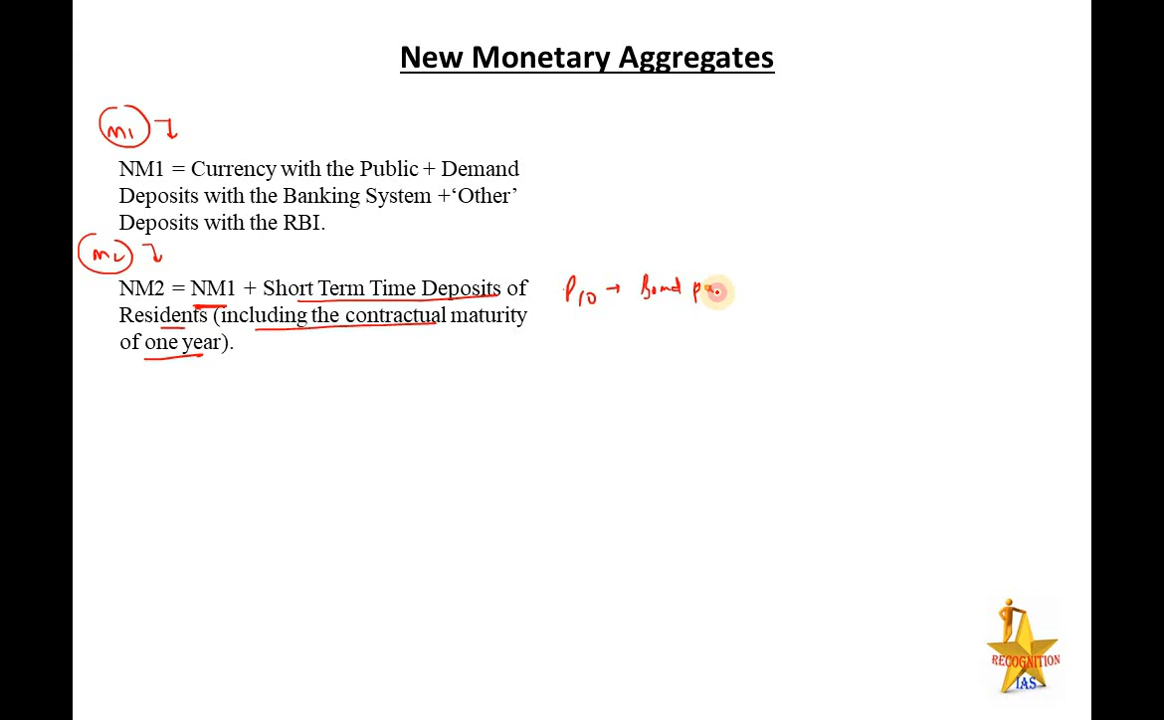 New Monetary Aggregates
M1
NM1 = Currency with the Public + Demand
Deposits with the Banking System +‘Other’
Deposits with the RBI.
M2
NM2 = NM1 + Short Term Time Deposits of
Residents (including the contractual maturity
of one year).
→ Bond
RECOGNITION
IAS